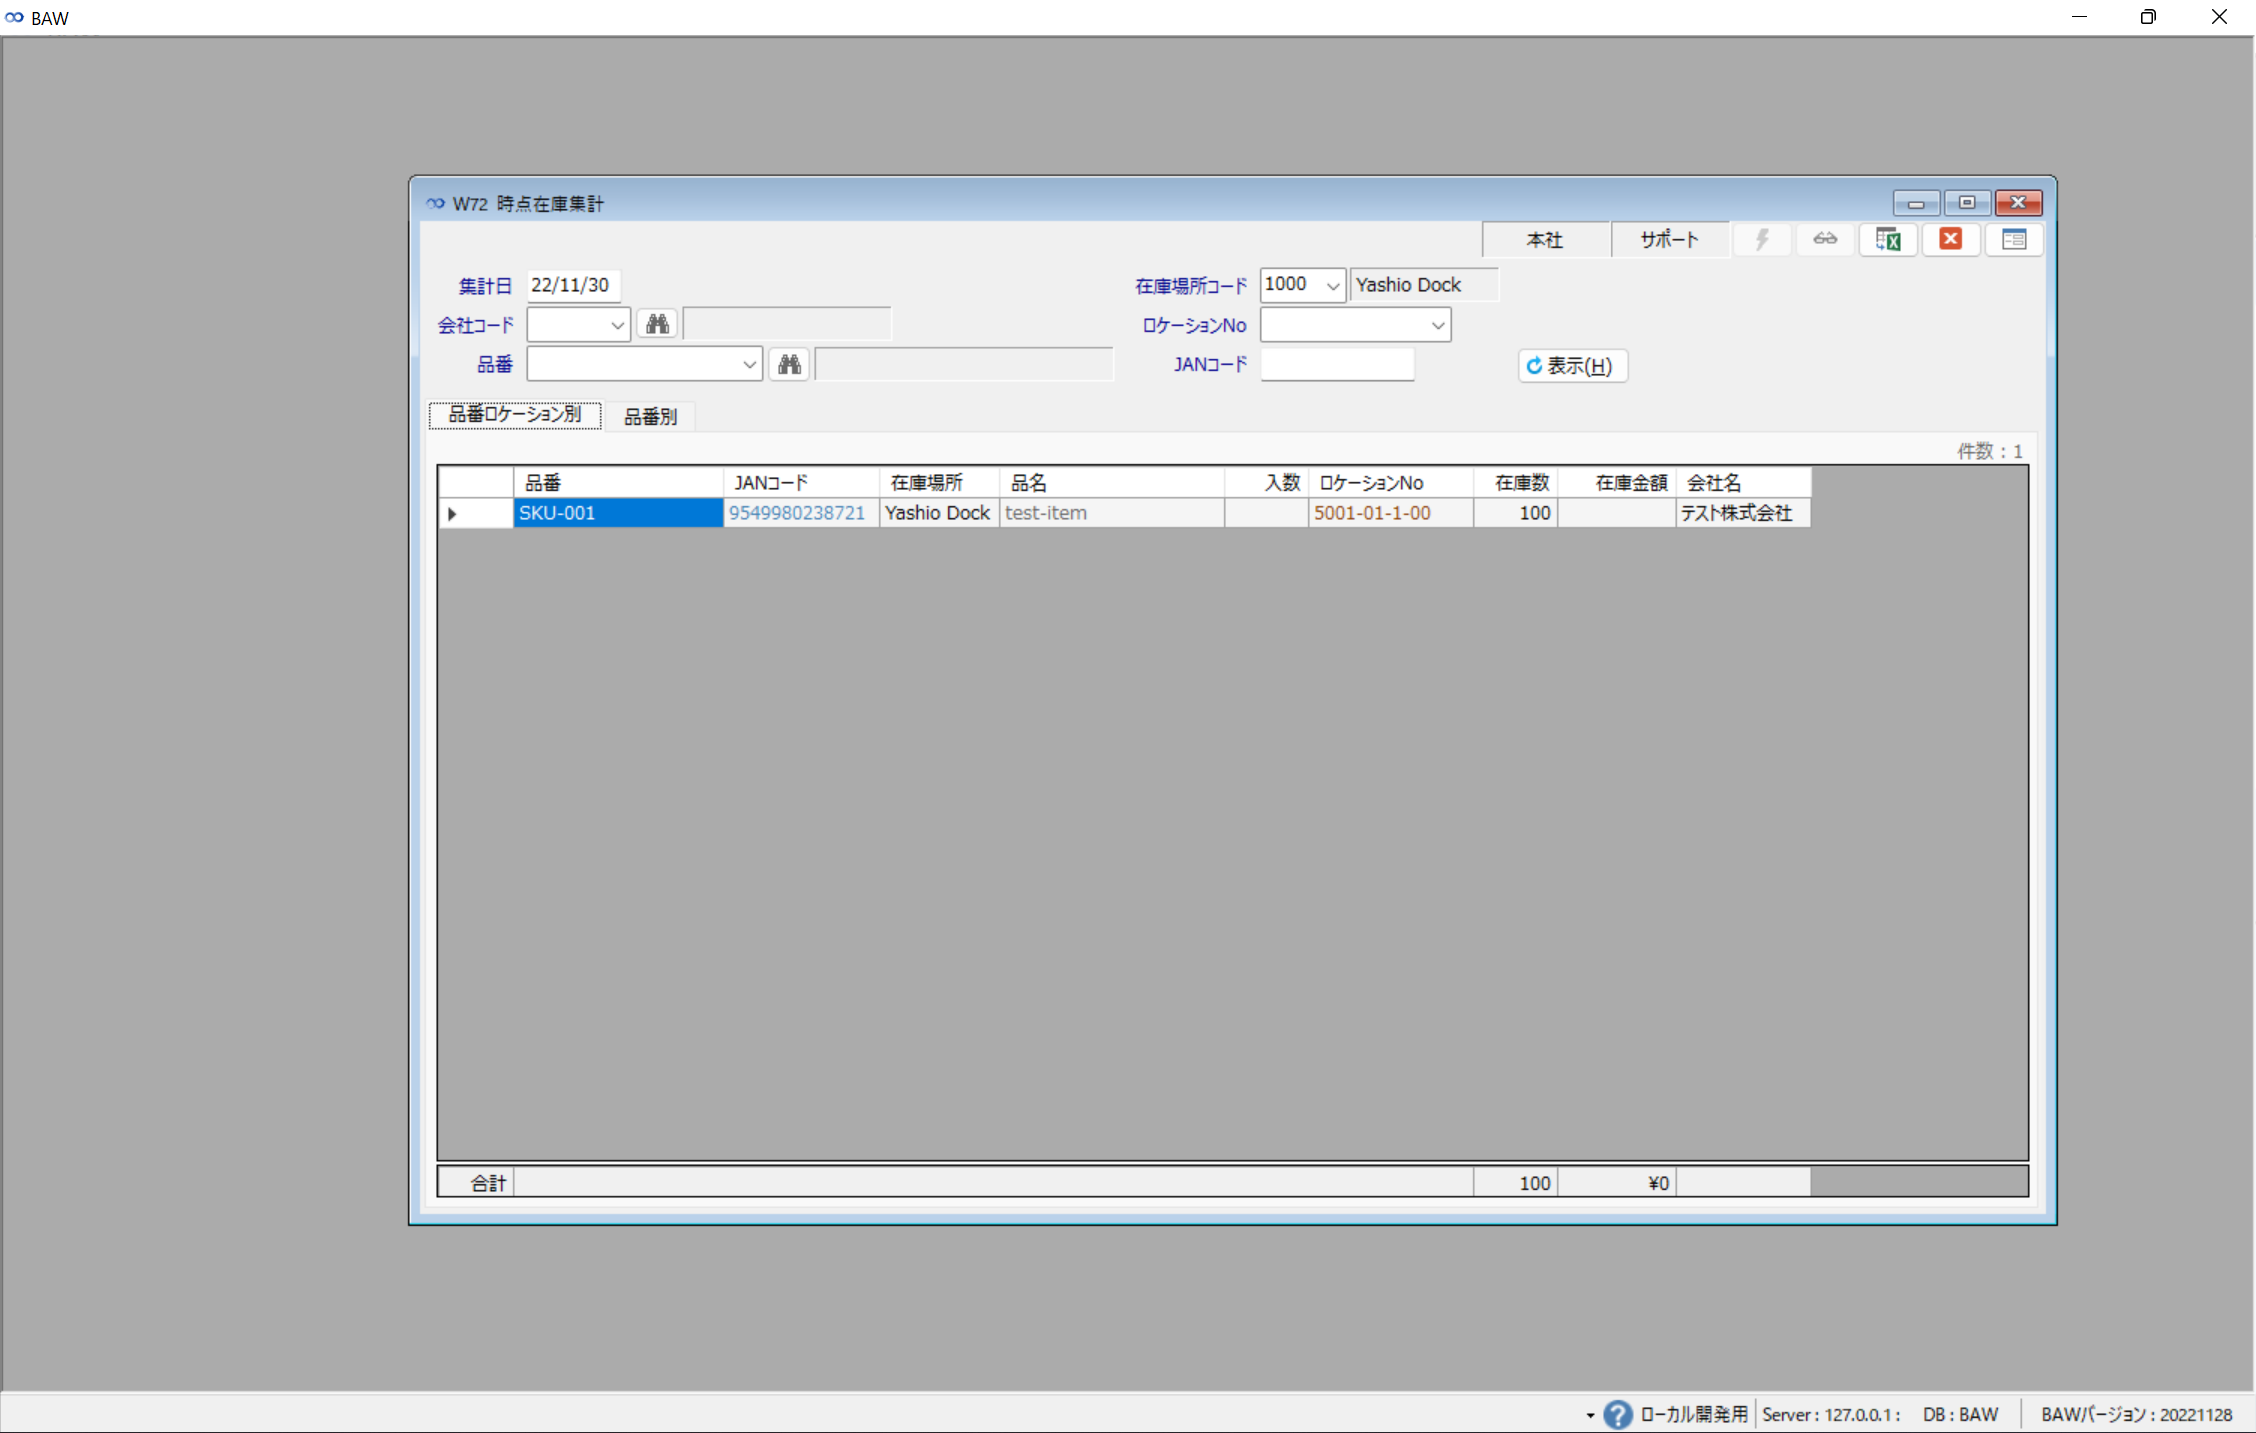 BAW
W72 時点在庫集計
本社 サポート
集計日 22/11/30 在庫場所コード 1000 Yashio Dock
会社コード ロケーションNo
品番 JANコード 表示(H)
品番ロケーション別 品番別
件数：1
品番 JANコード 在庫場所 品名 入数 ロケーションNo 在庫数 在庫金額 会社名
SKU-001 9549980238721 Yashio Dock test-item 5001-01-1-00 100 テスト株式会社
合計 100 ¥0
ローカル開発用 Server : 127.0.0.1 : DB : BAW BAWバージョン : 20221128